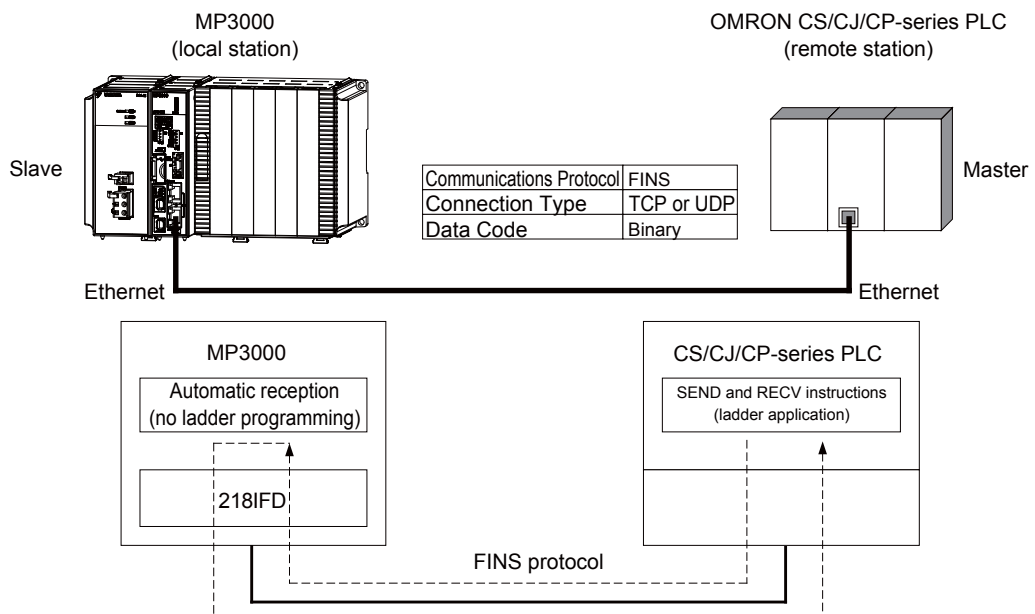 MP3000
(local station)
OMRON CS/CJ/CP-series PLC
(remote station)
Slave
Master
Communications Protocol FINS
Connection Type TCP or UDP
Data Code Binary
Ethernet
Ethernet
MP3000
Automatic reception
(no ladder programming)
218IFD
CS/CJ/CP-series PLC
SEND and RECV instructions
(ladder application)
FINS protocol